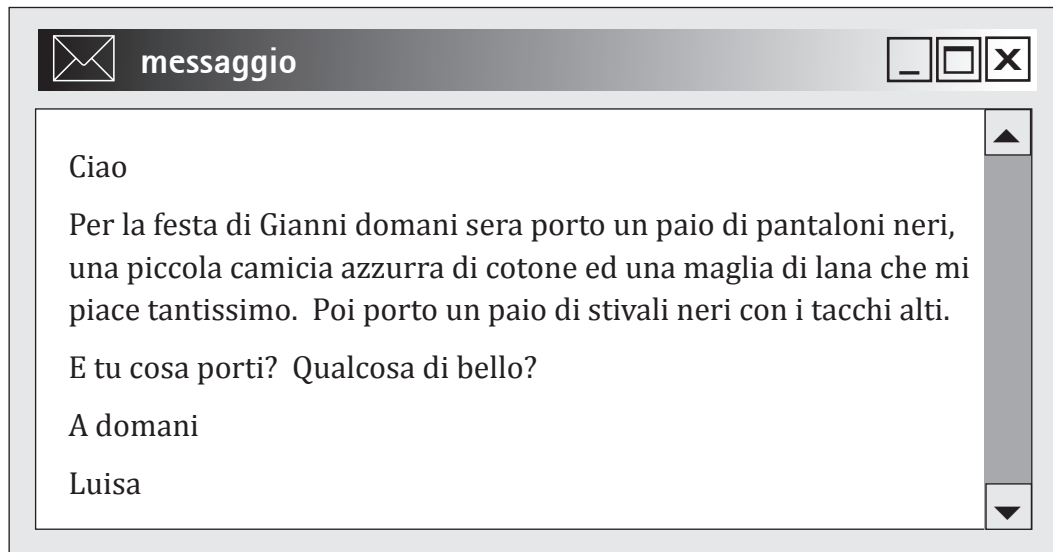 messaggio
Ciao
Per la festa di Gianni domani sera porto un paio di pantaloni neri,
una piccola camicia azzurra di cotone ed una maglia di lana che mi
piace tantissimo.  Poi porto un paio di stivali neri con i tacchi alti.
E tu cosa porti?  Qualcosa di bello?
A domani
Luisa